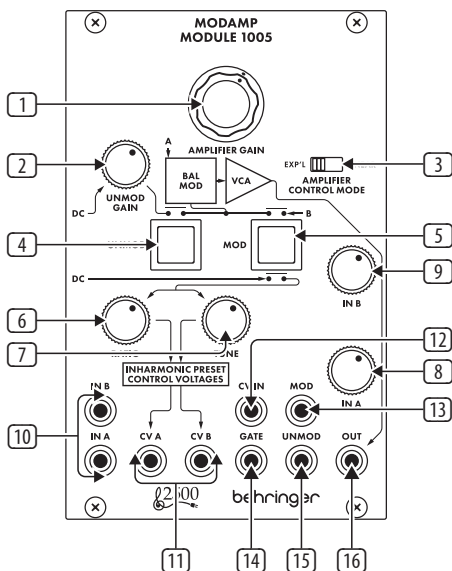 MODAMP
MODULE 1005
1
A
AMPLIFIER GAIN
2
EXP'L
3
BAL
MOD
VCA
AMPLIFIER
CONTROL MODE
UNMOD
GAIN
DC
B
4
MOD
5
9
DC
IN B
6
7
INHARMONIC PRESET
CONTROL VOLTAGES
12
8
IN B
CV IN
MOD
IN A
13
10
IN A
CV A
CV B
GATE
UNMOD
OUT
2600
behringer
11
14
15
16